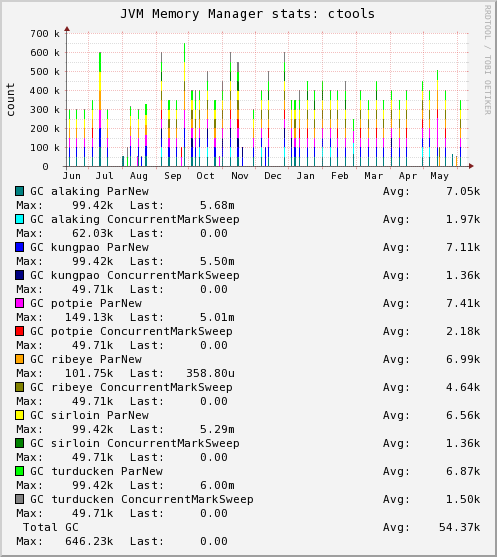 JVM Memory Manager stats: ctools
RRDTOOL / TOBI OETIKER
count
700 k
600 k
500 k
400 k
300 k
200 k
100 k
0
Jun Jul Aug Sep Oct Nov Dec Jan Feb Mar Apr May
GC alaking ParNew Avg: 7.05k
Max: 99.42k Last: 5.68m
GC alaking ConcurrentMarkSweep Avg: 1.97k
Max: 62.03k Last: 0.00
GC kungpao ParNew Avg: 7.11k
Max: 99.42k Last: 5.50m
GC kungpao ConcurrentMarkSweep Avg: 1.36k
Max: 49.71k Last: 0.00
GC potpie ParNew Avg: 7.41k
Max: 149.13k Last: 5.01m
GC potpie ConcurrentMarkSweep Avg: 2.18k
Max: 49.71k Last: 0.00
GC ribeye ParNew Avg: 6.99k
Max: 101.75k Last: 358.80u
GC ribeye ConcurrentMarkSweep Avg: 4.64k
Max: 49.71k Last: 0.00
GC sirloin ParNew Avg: 6.56k
Max: 99.42k Last: 5.29m
GC sirloin ConcurrentMarkSweep Avg: 1.36k
Max: 49.71k Last: 0.00
GC turducken ParNew Avg: 6.87k
Max: 99.42k Last: 6.00m
GC turducken ConcurrentMarkSweep Avg: 1.50k
Max: 49.71k Last: 0.00
Total GC Avg: 54.37k
Max: 646.23k Last: 0.00